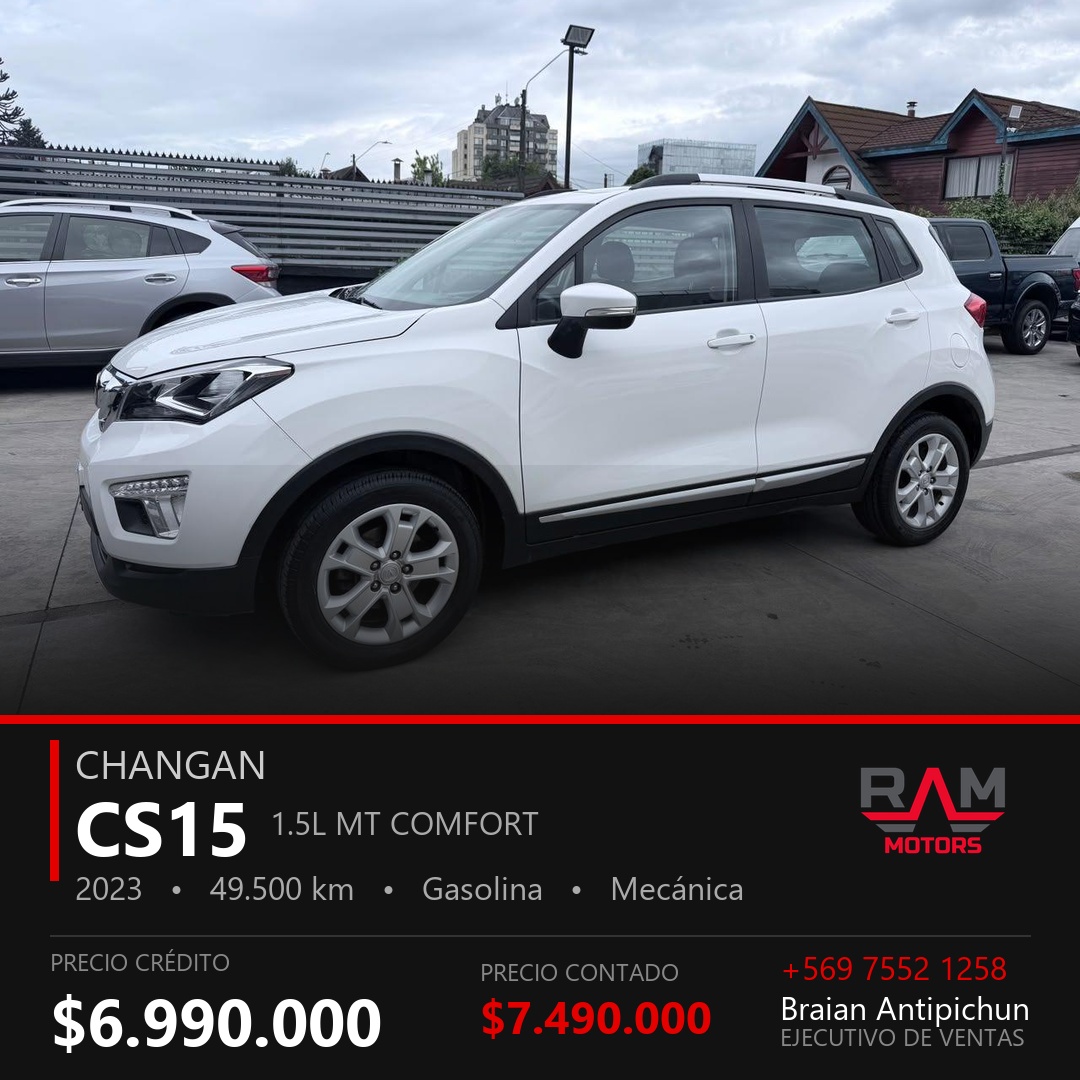 CHANGAN
CS15 1.5L MT COMFORT
2023 • 49.500 km • Gasolina • Mecánica
RAM
MOTORS
PRECIO CRÉDITO
$6.990.000
PRECIO CONTADO
$7.490.000
+569 7552 1258
Braian Antipichun
EJECUTIVO DE VENTAS